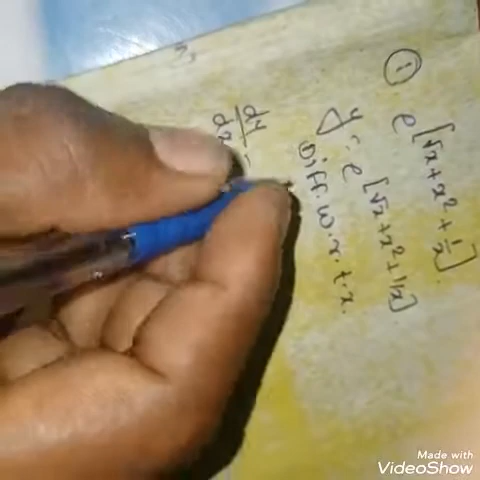 ① e[√x+x²+1/x].
y = e[√x+x²+1/x].
Diff. w.r.t.x.
dy/dx =
Made with
VideoShow